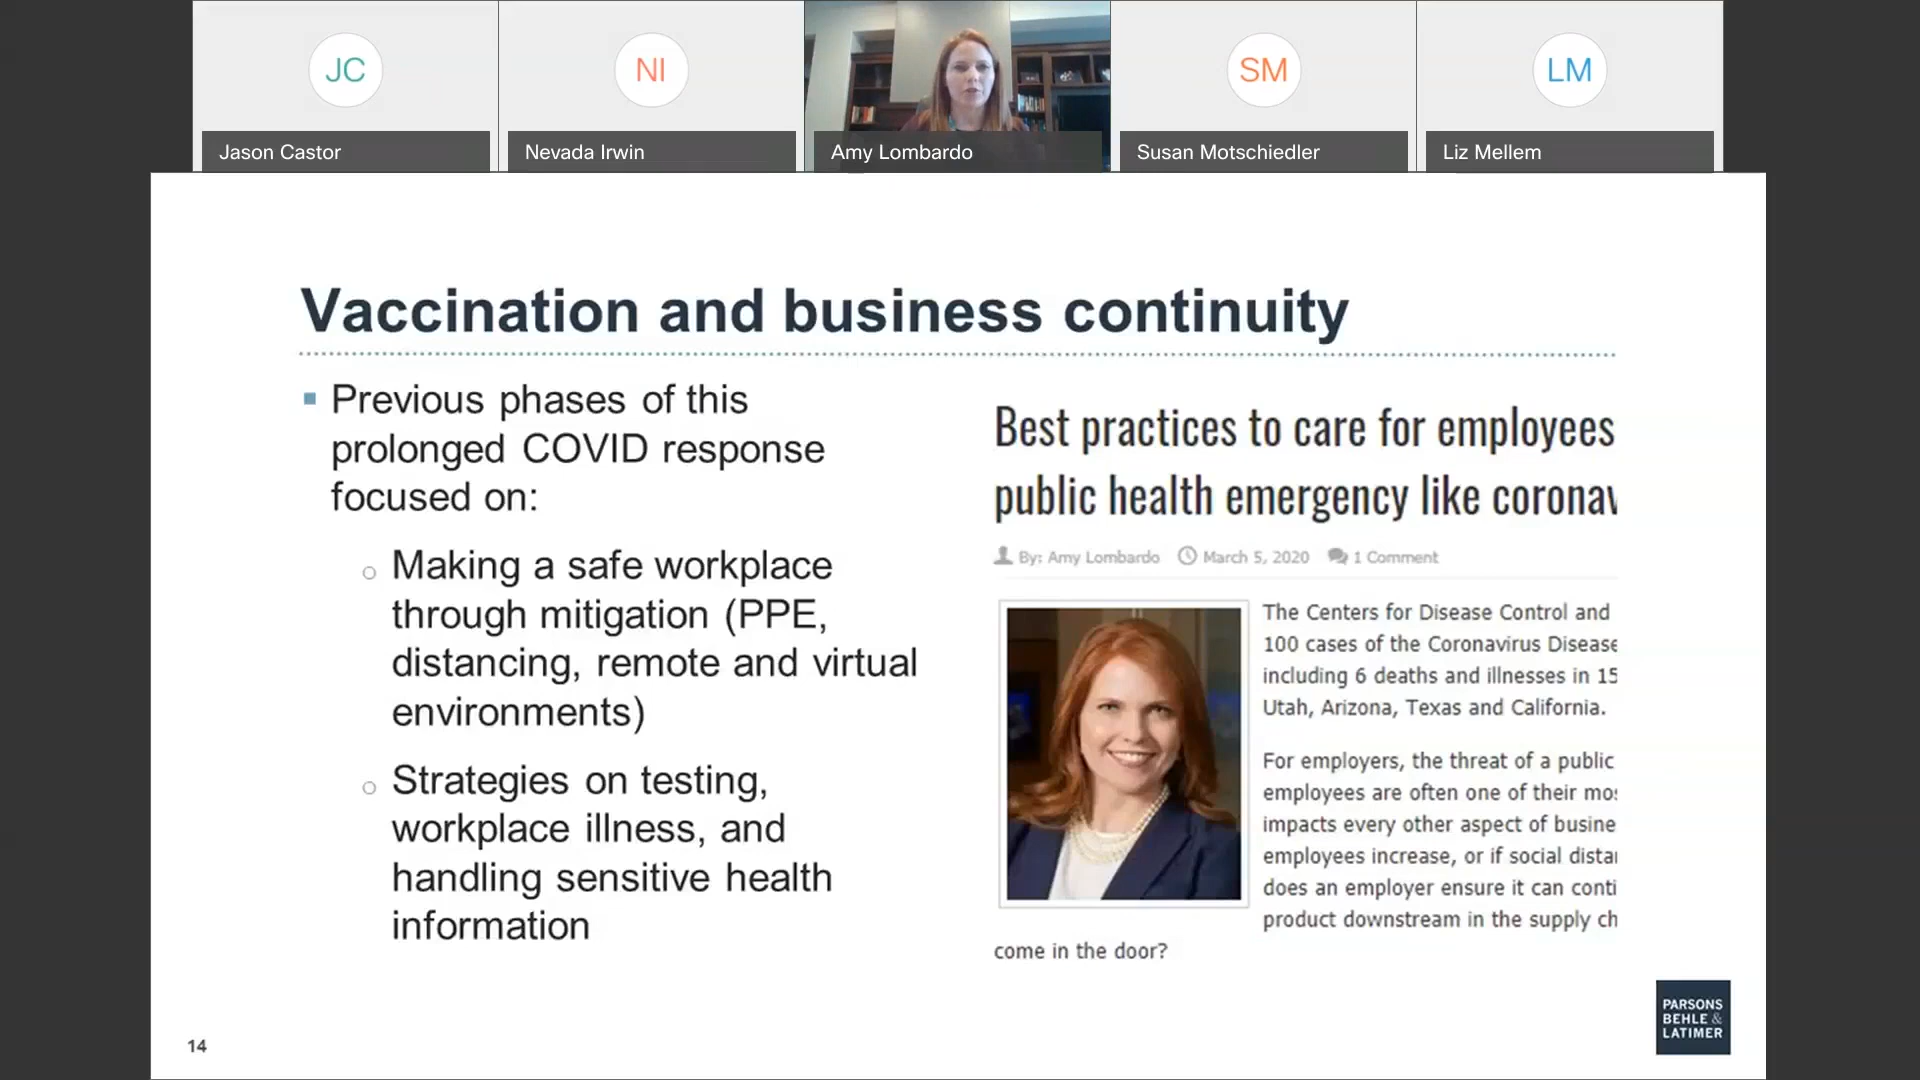 JC
NI
SM
LM
Jason Castor
Nevada Irwin
Amy Lombardo
Susan Motschiedler
Liz Mellem
Vaccination and business continuity
Previous phases of this
prolonged COVID response
focused on:
Making a safe workplace
through mitigation (PPE,
distancing, remote and virtual
environments)
Strategies on testing,
workplace illness, and
handling sensitive health
information
Best practices to care for employees
public health emergency like coronav
By: Amy Lombardo March 5, 2020 1 Comment
The Centers for Disease Control and
100 cases of the Coronavirus Disease
including 6 deaths and illnesses in 15
Utah, Arizona, Texas and California.
For employers, the threat of a public
employees are often one of their mos
impacts every other aspect of busine
employees increase, or if social distan
does an employer ensure it can conti
product downstream in the supply ch
come in the door?
PARSONS
BEHLE &
LATIMER
14